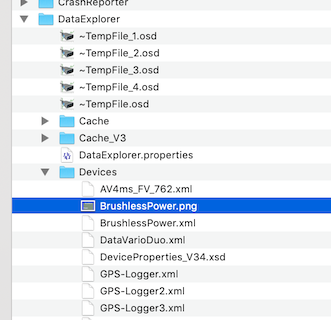 CrashReporter
DataExplorer
~TempFile_1.osd
~TempFile_2.osd
~TempFile_3.osd
~TempFile_4.osd
~TempFile.osd
Cache
Cache_V3
DataExplorer.properties
Devices
AV4ms_FV_762.xml
BrushlessPower.png
BrushlessPower.xml
DataVarioDuo.xml
DeviceProperties_V34.xsd
GPS-Logger.xml
GPS-Logger2.xml
GPS-Logger3.xml